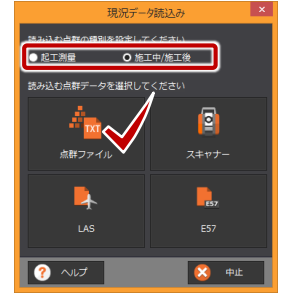 現況データ読込み
読み込む点群の種別を設定してください
起工測量 施工中/施工後
読み込む点群データを選択してください
TXT
点群ファイル スキャナー
E57
LAS E57
? ヘルプ 中止